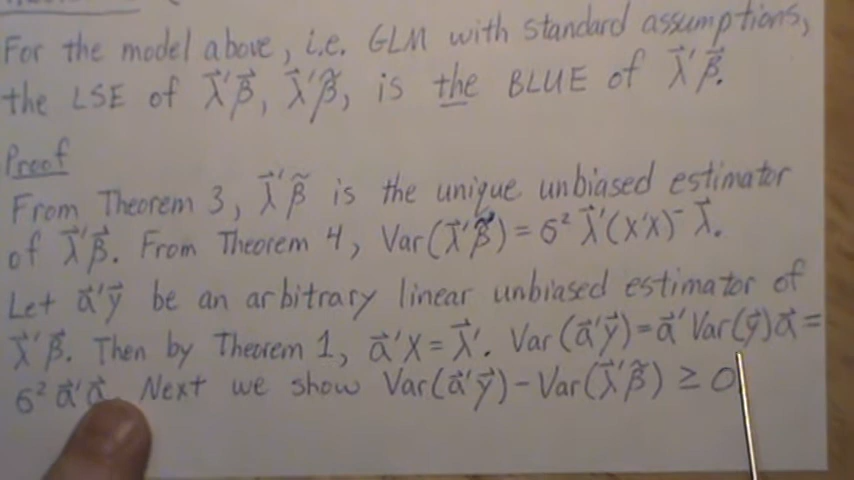 For the model above, i.e. GLM with standard assumptions,
the LSE of λ⃗'β⃗, λ⃗'β̃, is the BLUE of λ⃗'β⃗.
Proof
From Theorem 3, λ⃗'β̃ is the unique unbiased estimator
of λ⃗'β⃗. From Theorem 4, Var(λ⃗'β̃) = σ² λ⃗'(X'X)⁻ λ⃗.
Let a⃗'y⃗ be an arbitrary linear unbiased estimator of
λ⃗'β⃗. Then by Theorem 1, a⃗'X = λ⃗'. Var(a⃗'y⃗) = a⃗' Var(y⃗)a⃗ =
σ² a⃗'a⃗. Next we show Var(a⃗'y⃗) - Var(λ⃗'β̃) ≥ 0